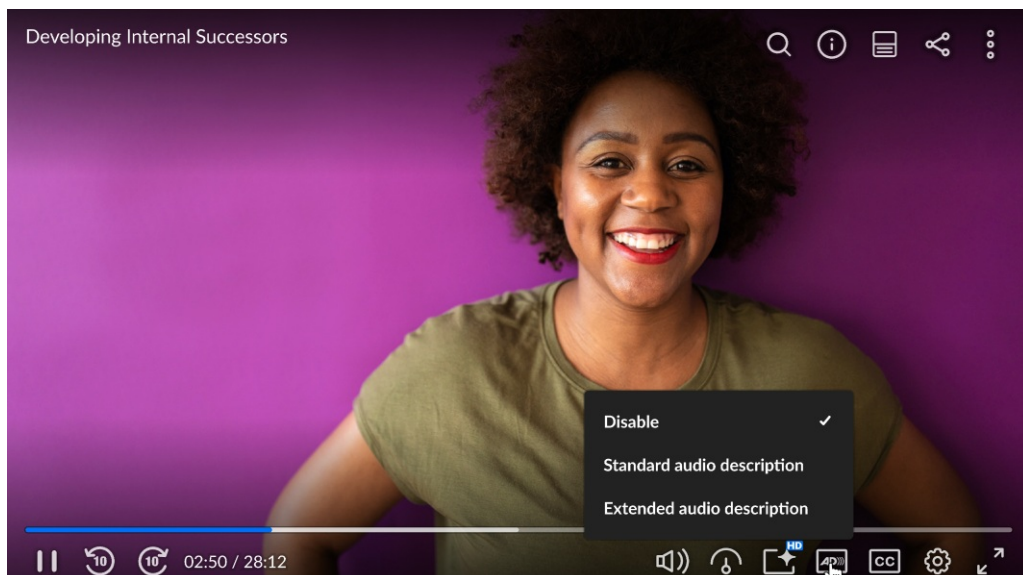 Developing Internal Successors
Disable
Standard audio description
Extended audio description
10
10
02:50 / 28:12
HD
AD
CC